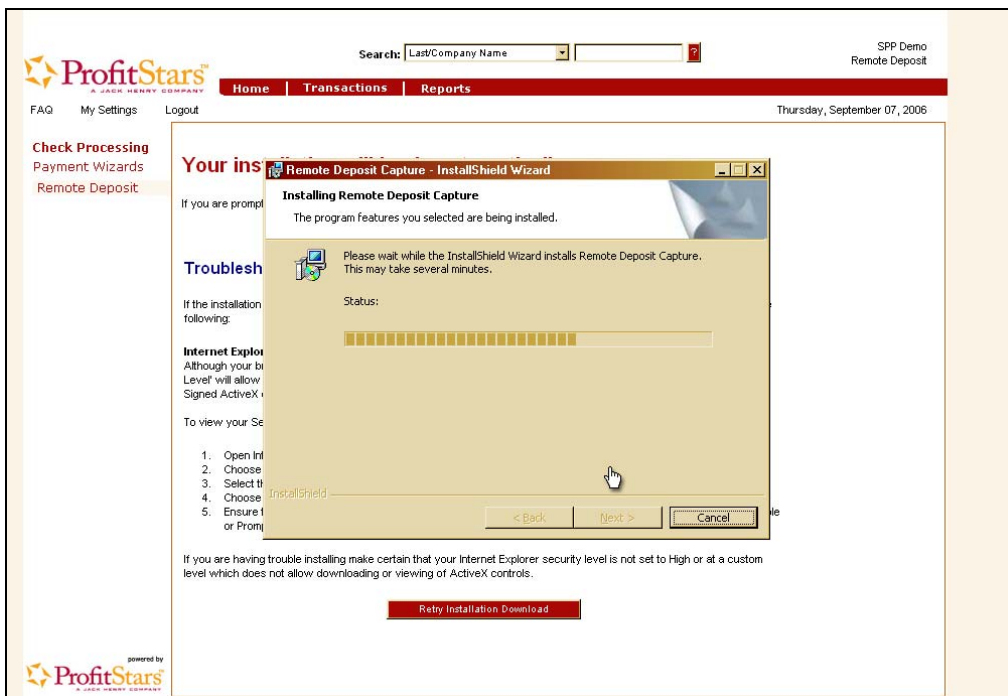 Search: Last/Company Name ?
SPP Demo
Remote Deposit
ProfitStars™
A JACK HENRY COMPANY
Home | Transactions | Reports
FAQ My Settings Logout Thursday, September 07, 2006
Check Processing
Payment Wizards
Remote Deposit
Your ins
If you are prompt
Remote Deposit Capture - InstallShield Wizard
Installing Remote Deposit Capture
The program features you selected are being installed.
Please wait while the InstallShield Wizard installs Remote Deposit Capture.
This may take several minutes.
Status:
InstallShield
< Back Next > Cancel
Troublesh
If the installation
following:
Internet Explor
Although your b
Level' will allow
Signed ActiveX
To view your Se
1. Open Int
2. Choose
3. Select th
4. Choose
5. Ensure t
or Promp
If you are having trouble installing make certain that your Internet Explorer security level is not set to High or at a custom
level which does not allow downloading or viewing of ActiveX controls.
Retry Installation Download
powered by
ProfitStars
A JACK HENRY COMPANY